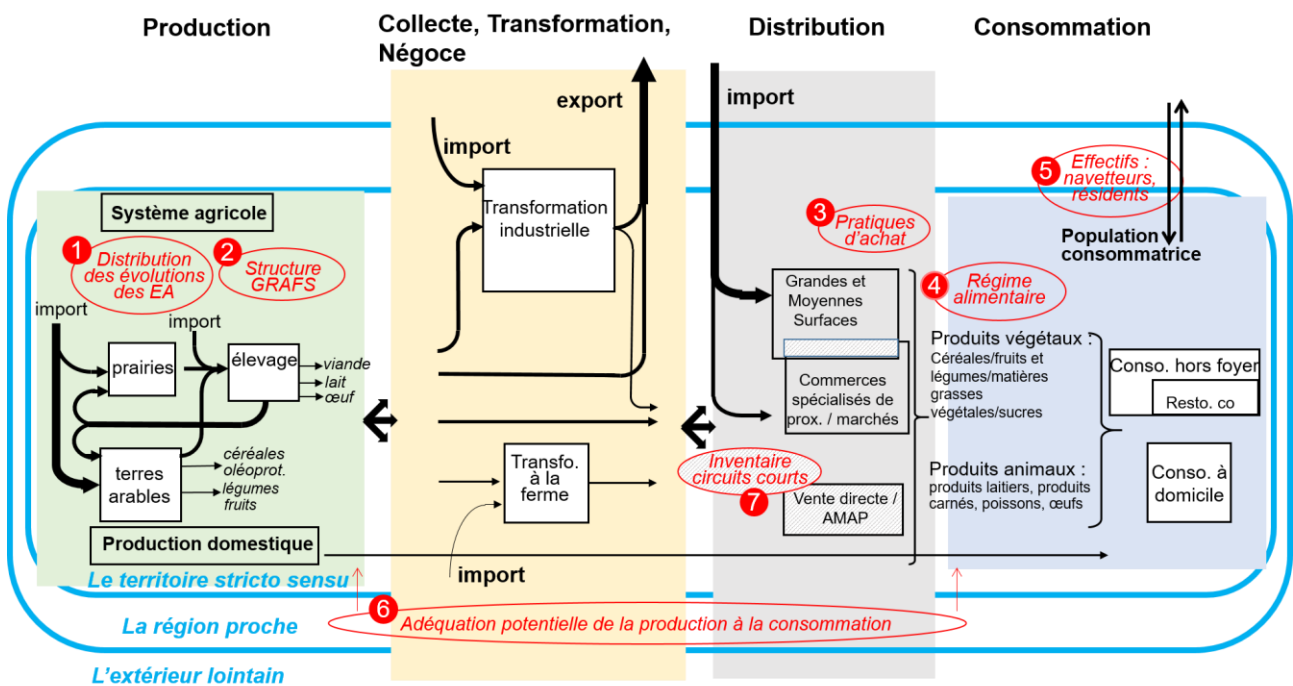 Production
Collecte, Transformation,
Négoce
Distribution
Consommation
export
import
import
Système agricole
1
Distribution
des évolutions
des EA
2
Structure
GRAFS
import
import
prairies
élevage
viande
lait
œuf
terres
arables
céréales
oléoprot.
légumes
fruits
Production domestique
Transformation
industrielle
Transfo.
à la
ferme
import
3
Pratiques
d'achat
Grandes et
Moyennes
Surfaces
Commerces
spécialisés de
prox. / marchés
Inventaire
circuits courts
7
Vente directe /
AMAP
5
Effectifs :
navetteurs,
résidents
Population
consommatrice
4
Régime
alimentaire
Produits végétaux :
Céréales/fruits et
légumes/matières
grasses
végétales/sucres
Produits animaux :
produits laitiers, produits
carnés, poissons, œufs
Conso. hors foyer
Resto. co
Conso. à
domicile
Le territoire stricto sensu
6
Adéquation potentielle de la production à la consommation
La région proche
L'extérieur lointain